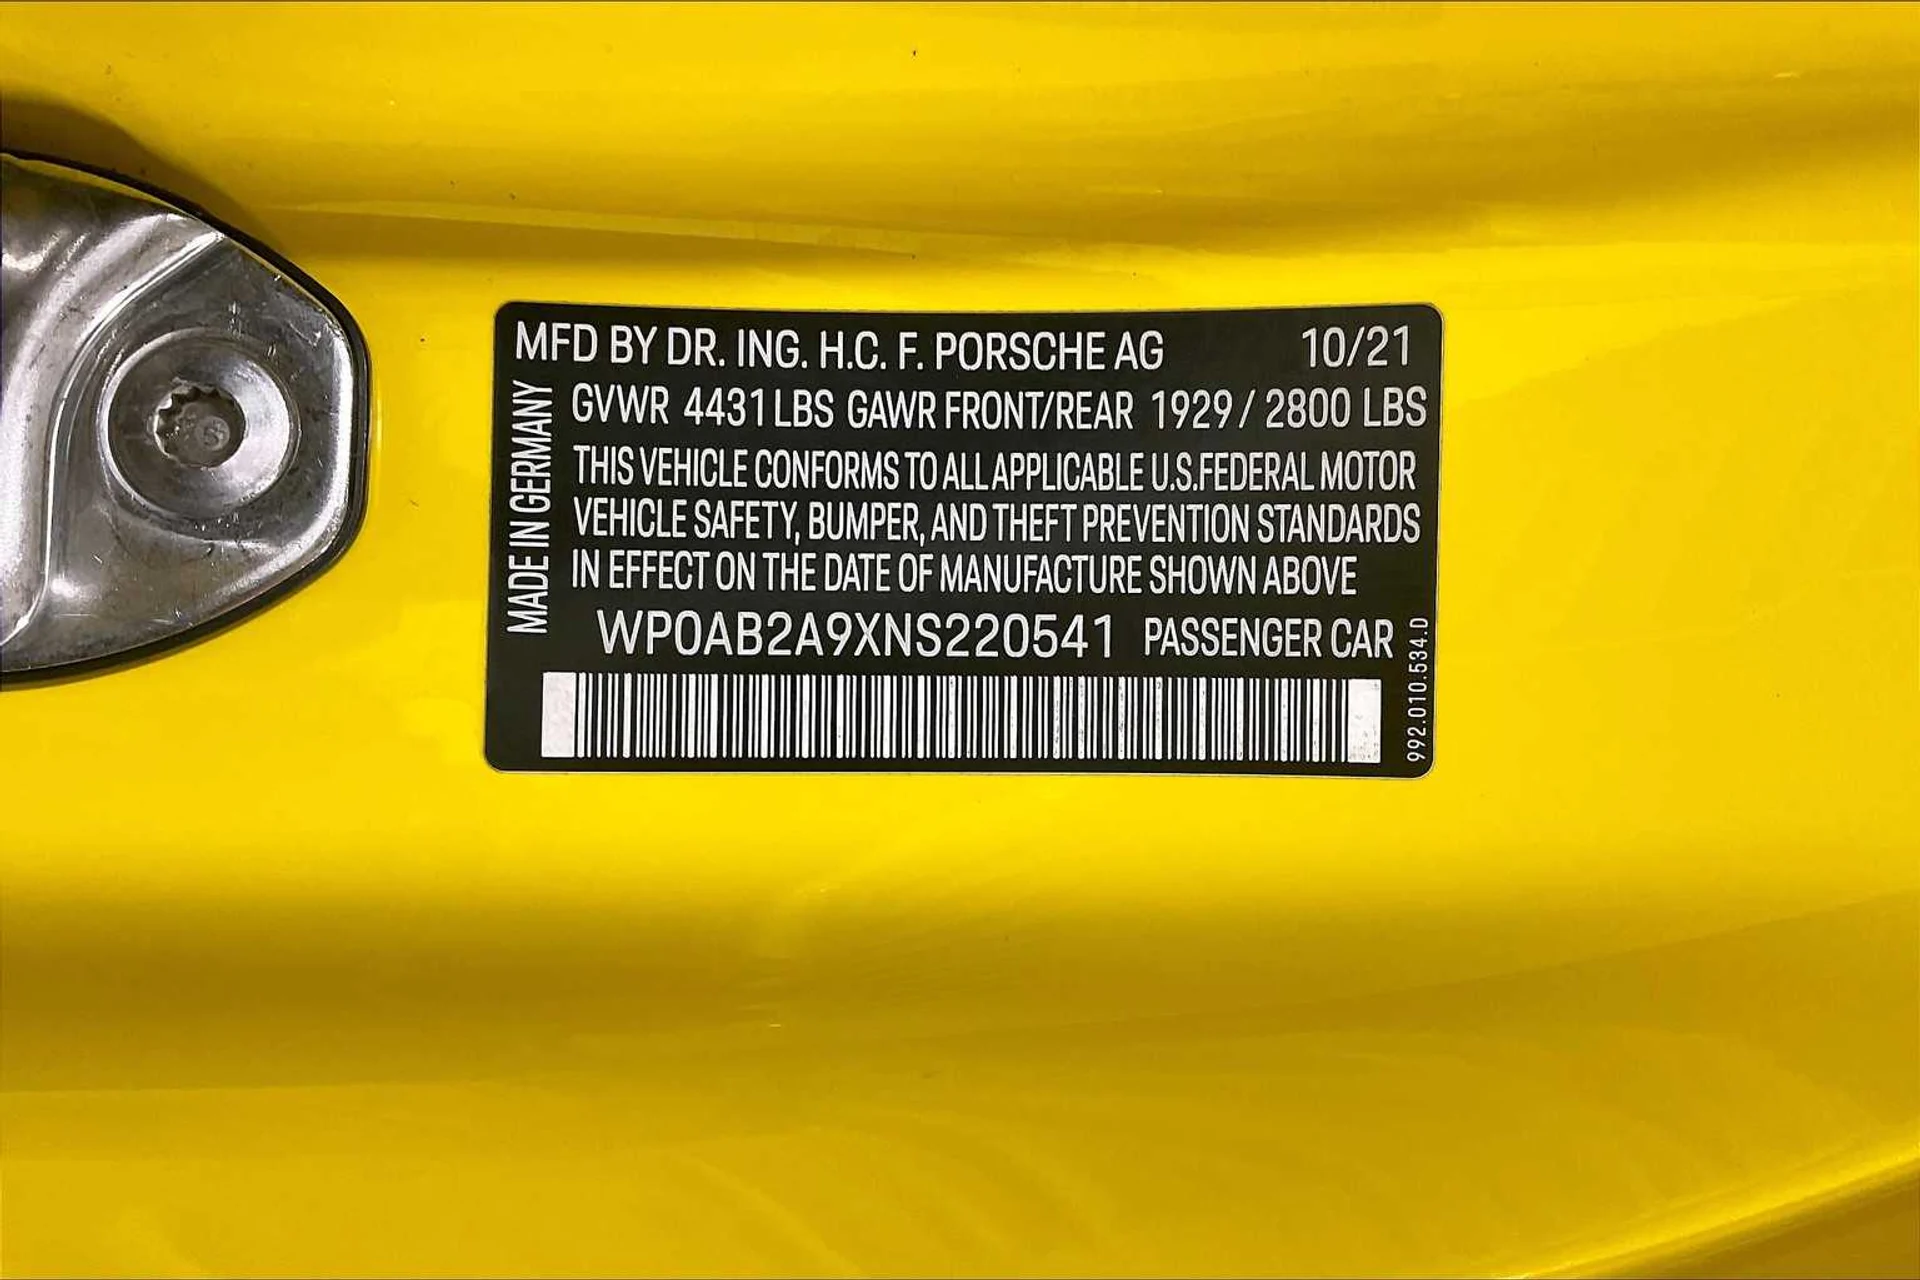 MFD BY DR. ING. H.C. F. PORSCHE AG 10/21
GVWR 4431 LBS GAWR FRONT/REAR 1929 / 2800 LBS
THIS VEHICLE CONFORMS TO ALL APPLICABLE U.S.FEDERAL MOTOR
VEHICLE SAFETY, BUMPER, AND THEFT PREVENTION STANDARDS
IN EFFECT ON THE DATE OF MANUFACTURE SHOWN ABOVE
WP0AB2A9XNS220541 PASSENGER CAR
MADE IN GERMANY
992.010.534.D